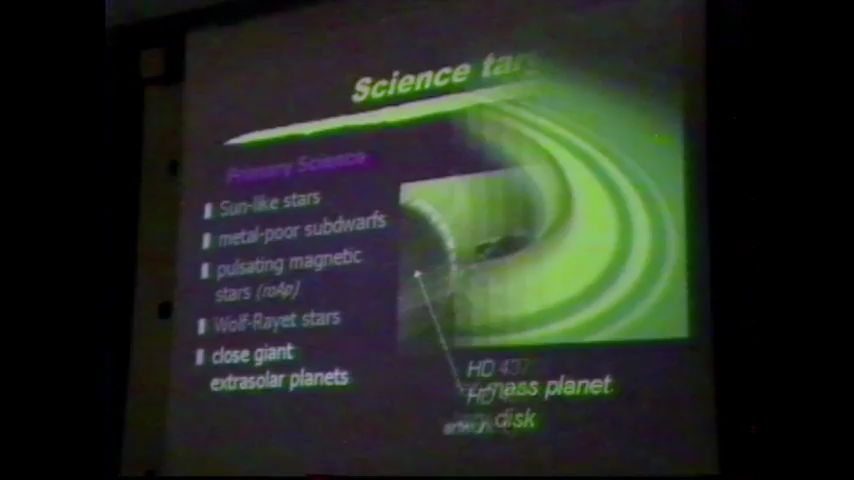 Science tar
Primary Science
Sun-like stars
metal-poor subdwarfs
pulsating magnetic
stars (roAp)
Wolf-Rayet stars
close giant
extrasolar planets
HD
mass planet
disk